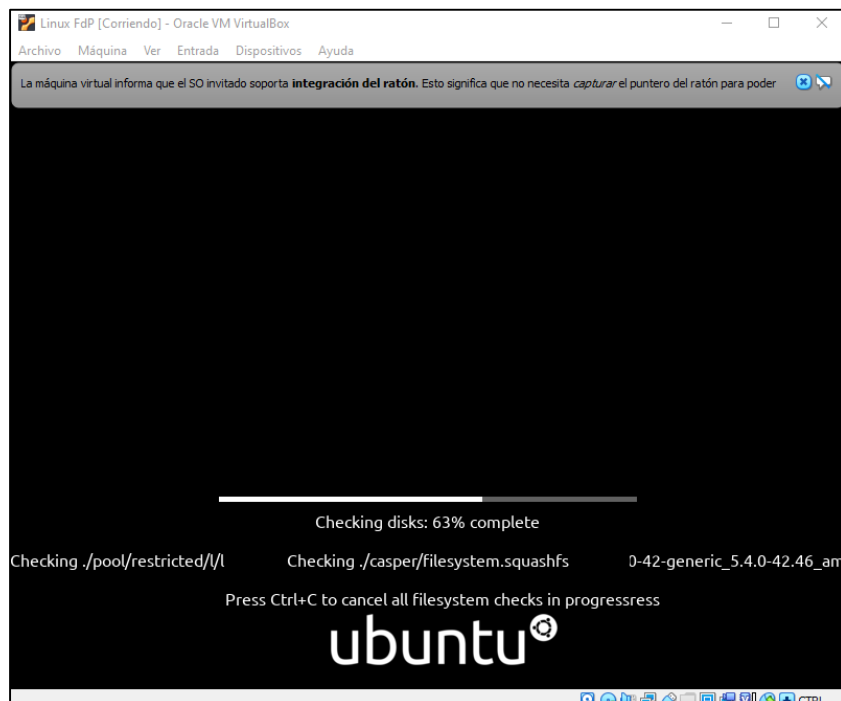 Linux FdP [Corriendo] - Oracle VM VirtualBox
Archivo Máquina Ver Entrada Dispositivos Ayuda
La máquina virtual informa que el SO invitado soporta integración del ratón. Esto significa que no necesita capturar el puntero del ratón para poder
Checking disks: 63% complete
Checking ./pool/restricted/l/l Checking ./casper/filesystem.squashfs 0-42-generic_5.4.0-42.46_am
Press Ctrl+C to cancel all filesystem checks in progressress
ubuntu
CTRL